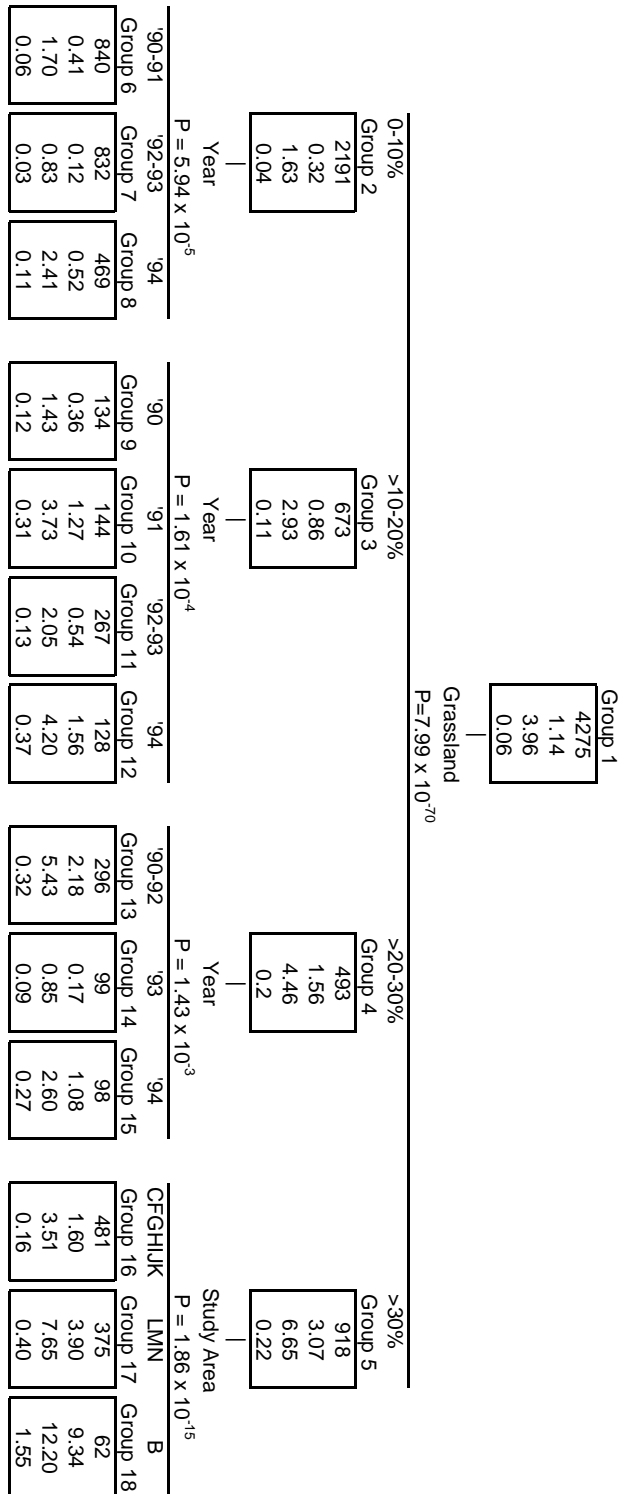 Group 1
4275
1.14
3.96
0.06
Grassland
P=7.99 x 10-70
0-10%
Group 2
2191
0.32
1.63
0.04
>10-20%
Group 3
673
0.86
2.93
0.11
>20-30%
Group 4
493
1.56
4.46
0.2
>30%
Group 5
918
3.07
6.65
0.22
Year
P = 5.94 x 10-5
'90-91
Group 6
840
0.41
1.70
0.06
'92-93
Group 7
832
0.12
0.83
0.03
'94
Group 8
469
0.52
2.41
0.11
Year
P = 1.61 x 10-4
'90
Group 9
134
0.36
1.43
0.12
'91
Group 10
144
1.27
3.73
0.31
'92-93
Group 11
267
0.54
2.05
0.13
'94
Group 12
128
1.56
4.20
0.37
Year
P = 1.43 x 10-3
'90-92
Group 13
296
2.18
5.43
0.32
'93
Group 14
99
0.17
0.85
0.09
'94
Group 15
98
1.08
2.60
0.27
Study Area
P = 1.86 x 10-15
CFGHIJK
Group 16
481
1.60
3.51
0.16
LMN
Group 17
375
3.90
7.65
0.40
B
Group 18
62
9.34
12.20
1.55